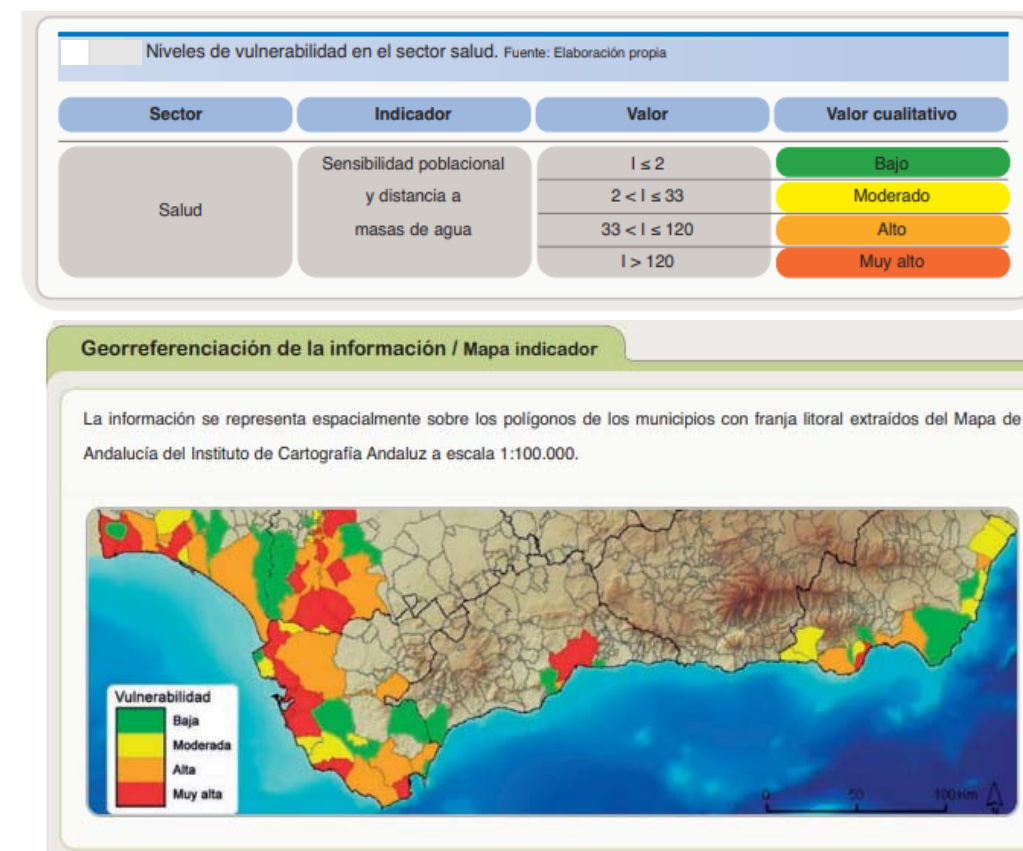 Niveles de vulnerabilidad en el sector salud. Fuente: Elaboración propia
Sector Indicador Valor Valor cualitativo
Salud
Sensibilidad poblacional
y distancia a
masas de agua
I ≤ 2 Bajo
2 < I ≤ 33 Moderado
33 < I ≤ 120 Alto
I > 120 Muy alto
Georreferenciación de la información / Mapa indicador
La información se representa espacialmente sobre los polígonos de los municipios con franja litoral extraídos del Mapa de
Andalucía del Instituto de Cartografía Andaluz a escala 1:100.000.
Vulnerabilidad
Baja
Moderada
Alta
Muy alta
0 50 100 Km
N